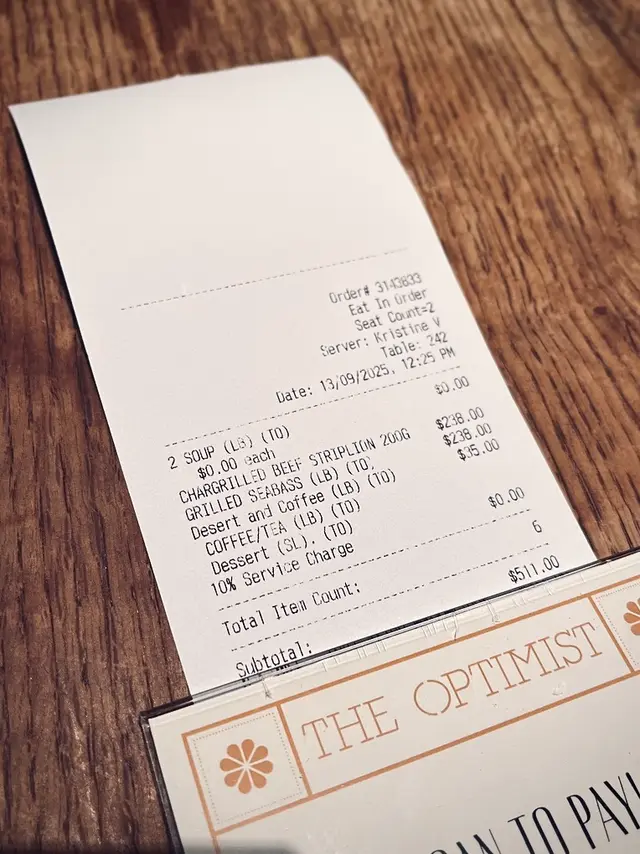 Order# 3143833
Eat In Order
Seat Count=2
Server: Kristine V
Table: 242
Date: 13/09/2025, 12:25 PM
2 SOUP (LB) (TO) $0.00
$0.00 each
CHARGRILLED BEEF STRIPLION 200G $238.00
GRILLED SEABASS (LB) (TO) $238.00
Desert and Coffee (LB) (TO) $35.00
COFFEE/TEA (LB) (TO)
Dessert (SL). (TO)
10% Service Charge $0.00
Total Item Count: 6
Subtotal: $511.00
THE OPTIMIST
TO